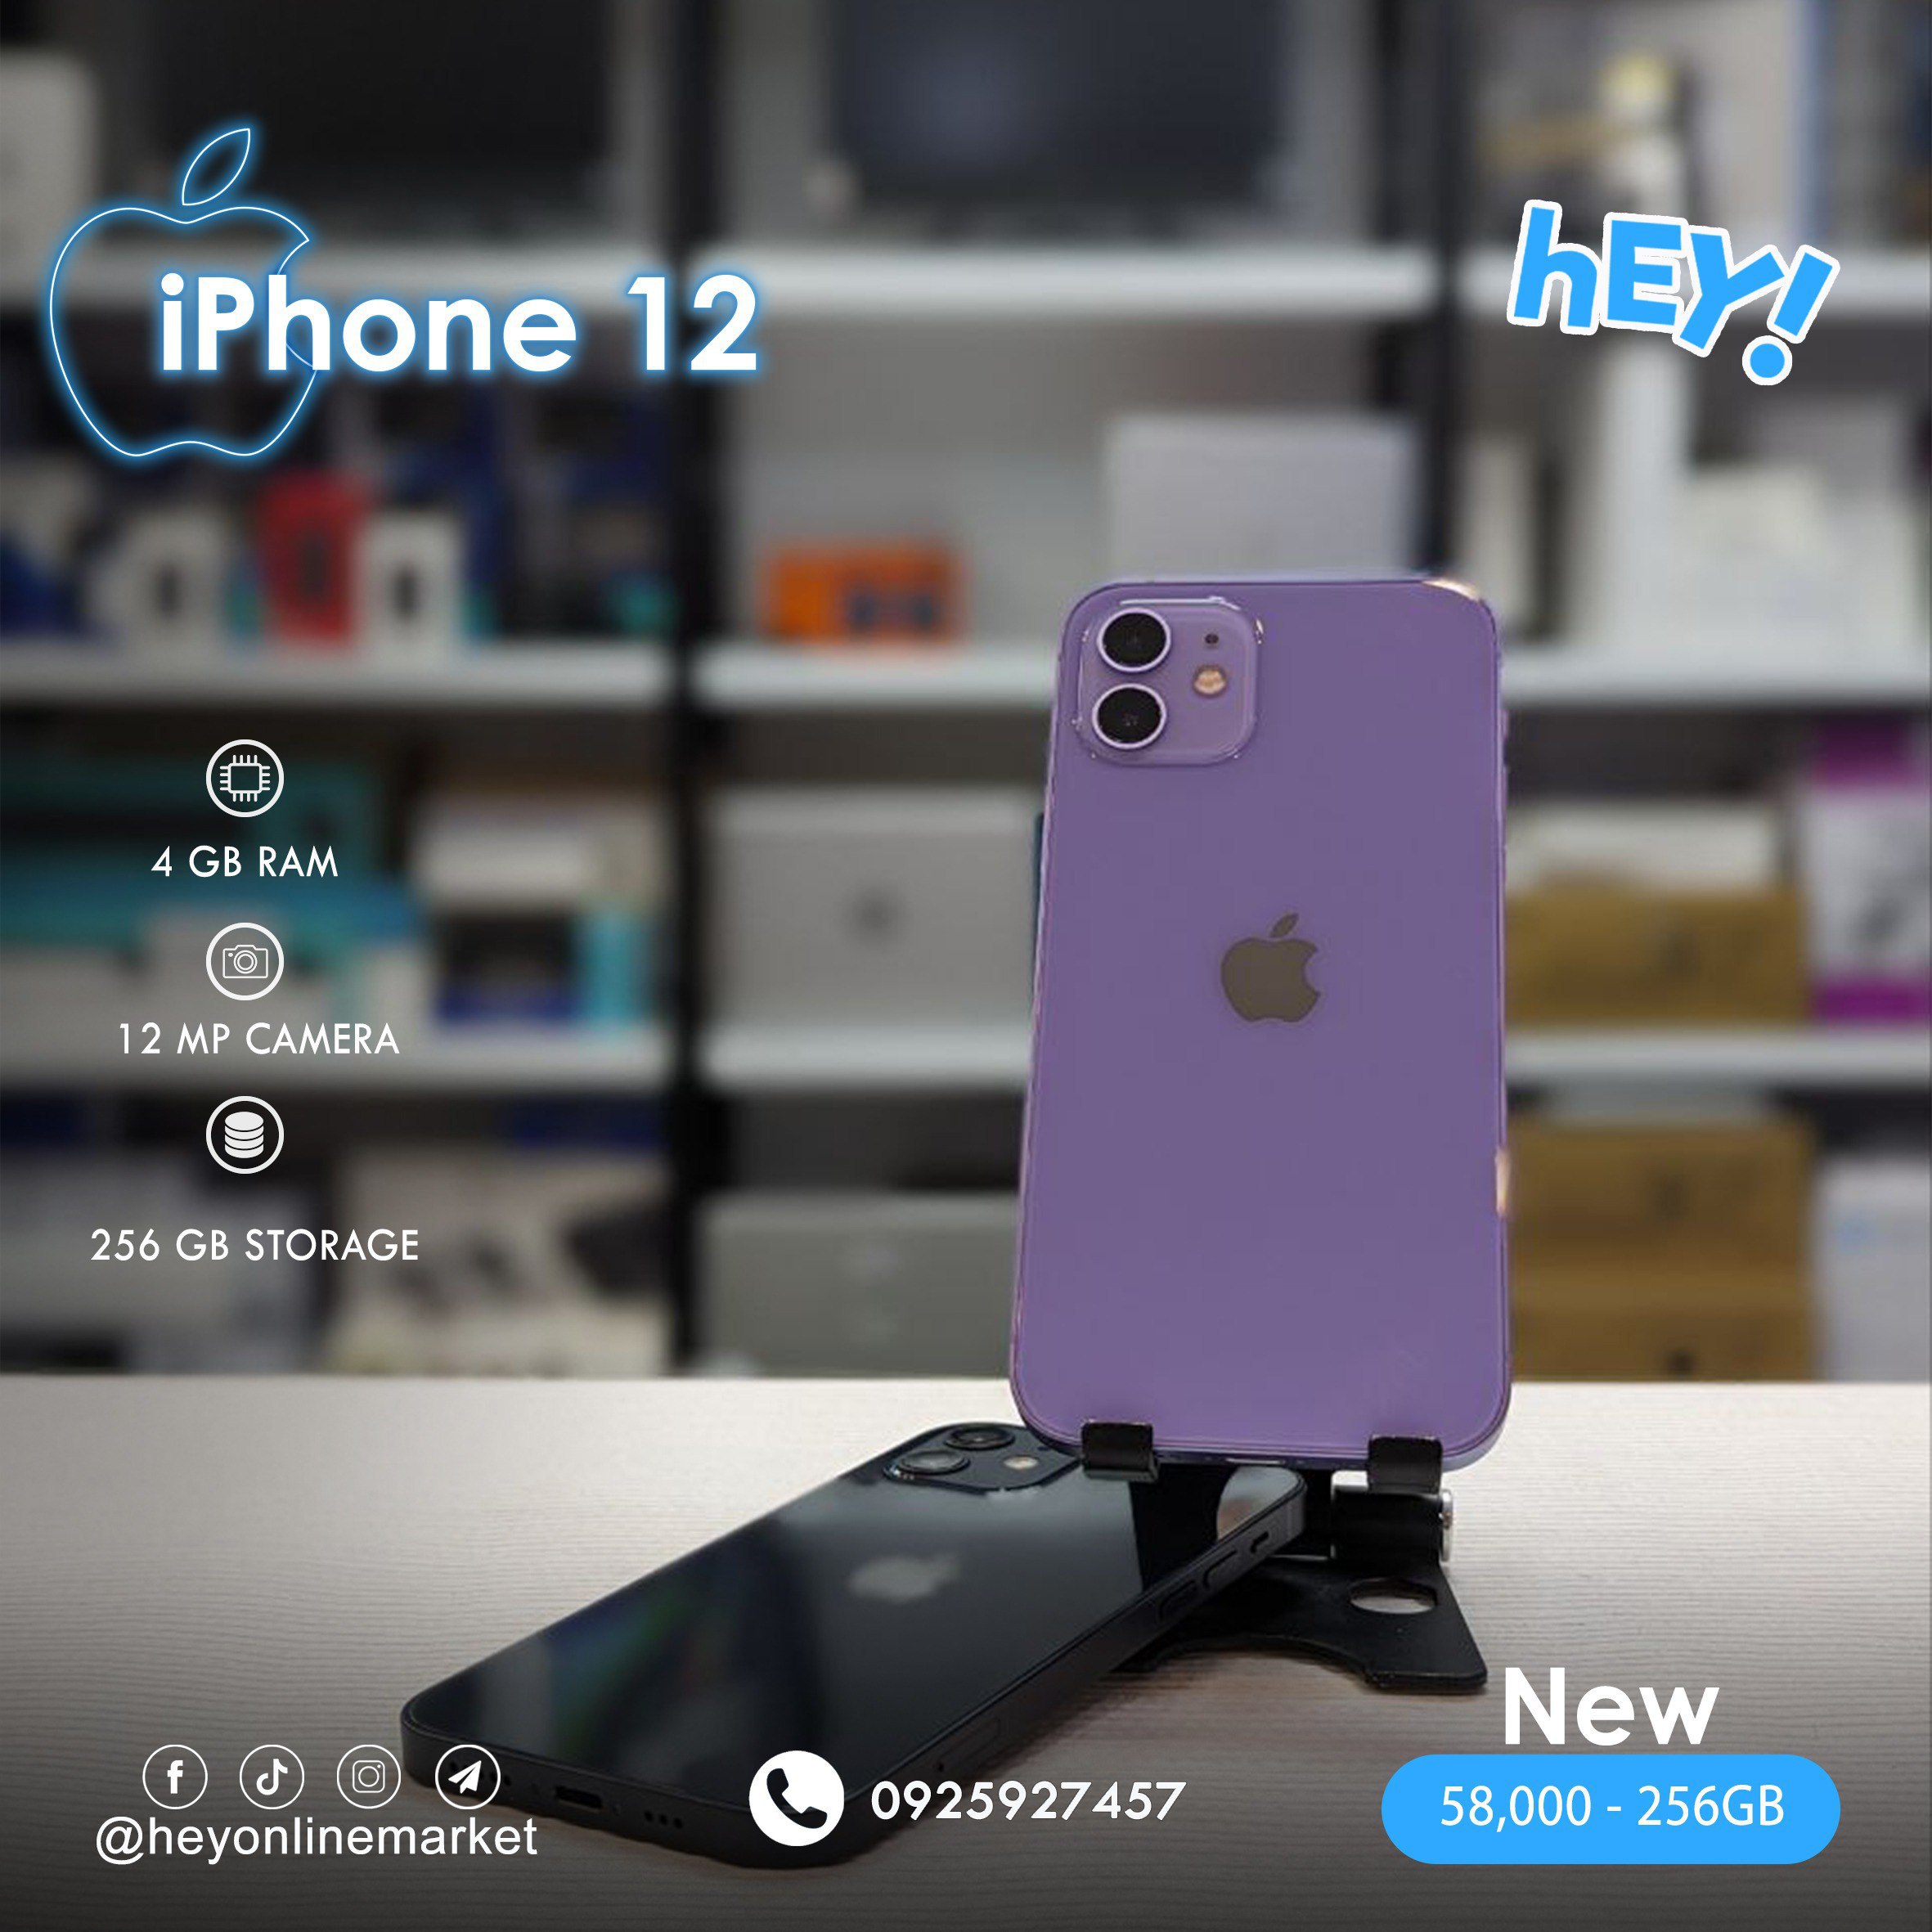 iPhone 12
hEY!
4 GB RAM
12 MP CAMERA
256 GB STORAGE
New
58,000 - 256GB
0925927457
@heyonlinemarket